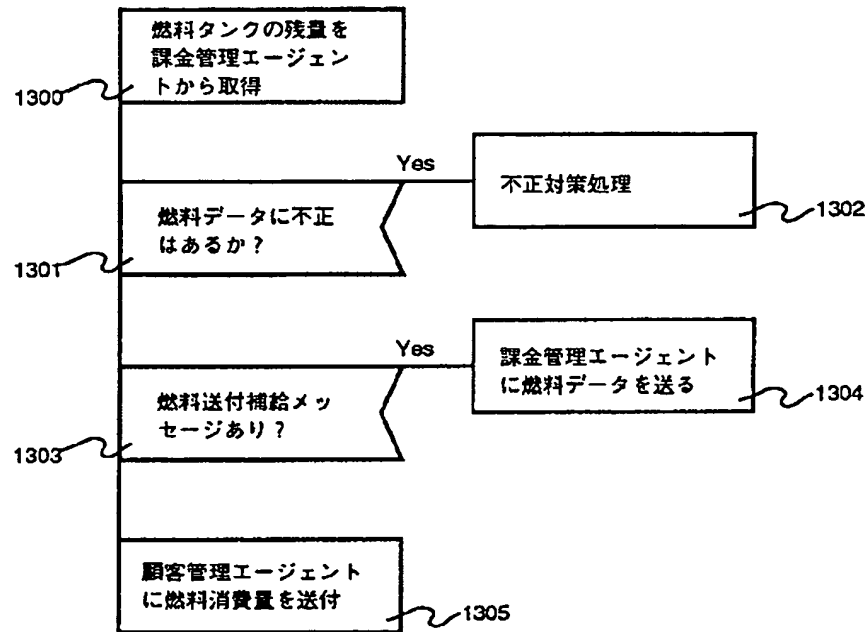 燃料タンクの残量を
課金管理エージェン
トから取得
1300
Yes
不正対策処理
1302
燃料データに不正
はあるか？
1301
Yes
課金管理エージェント
に燃料データを送る
1304
燃料送付補給メッ
セージあり？
1303
顧客管理エージェント
に燃料消費量を送付
1305